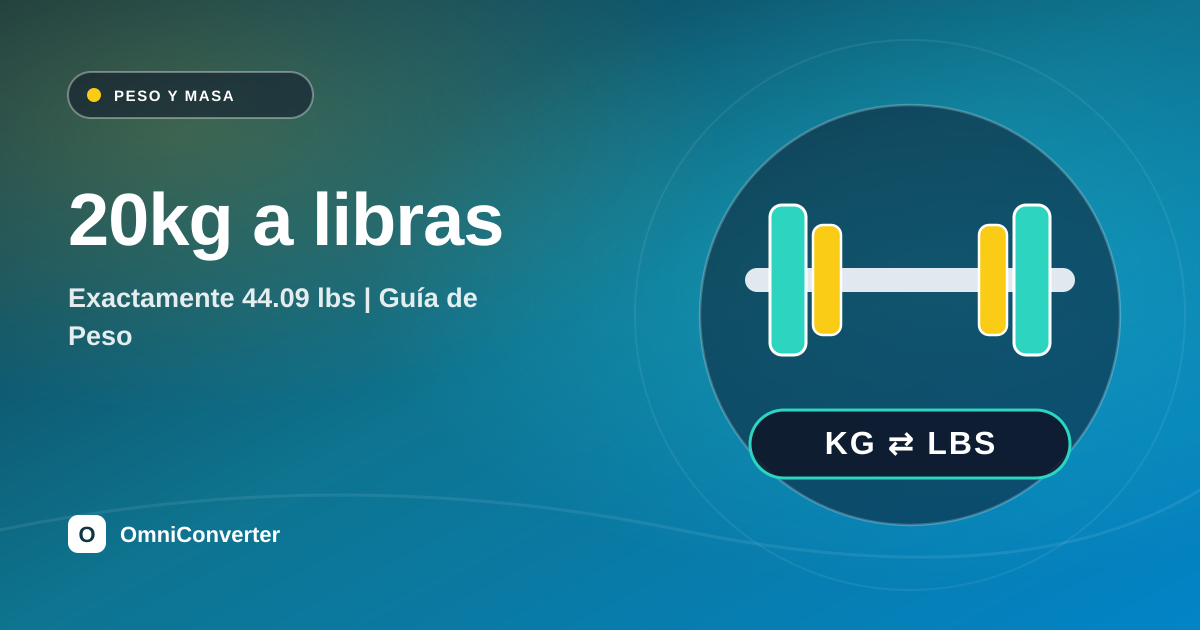 PESO Y MASA
20kg a libras
Exactamente 44.09 lbs | Guía de
Peso
KG ⇄ LBS
O OmniConverter